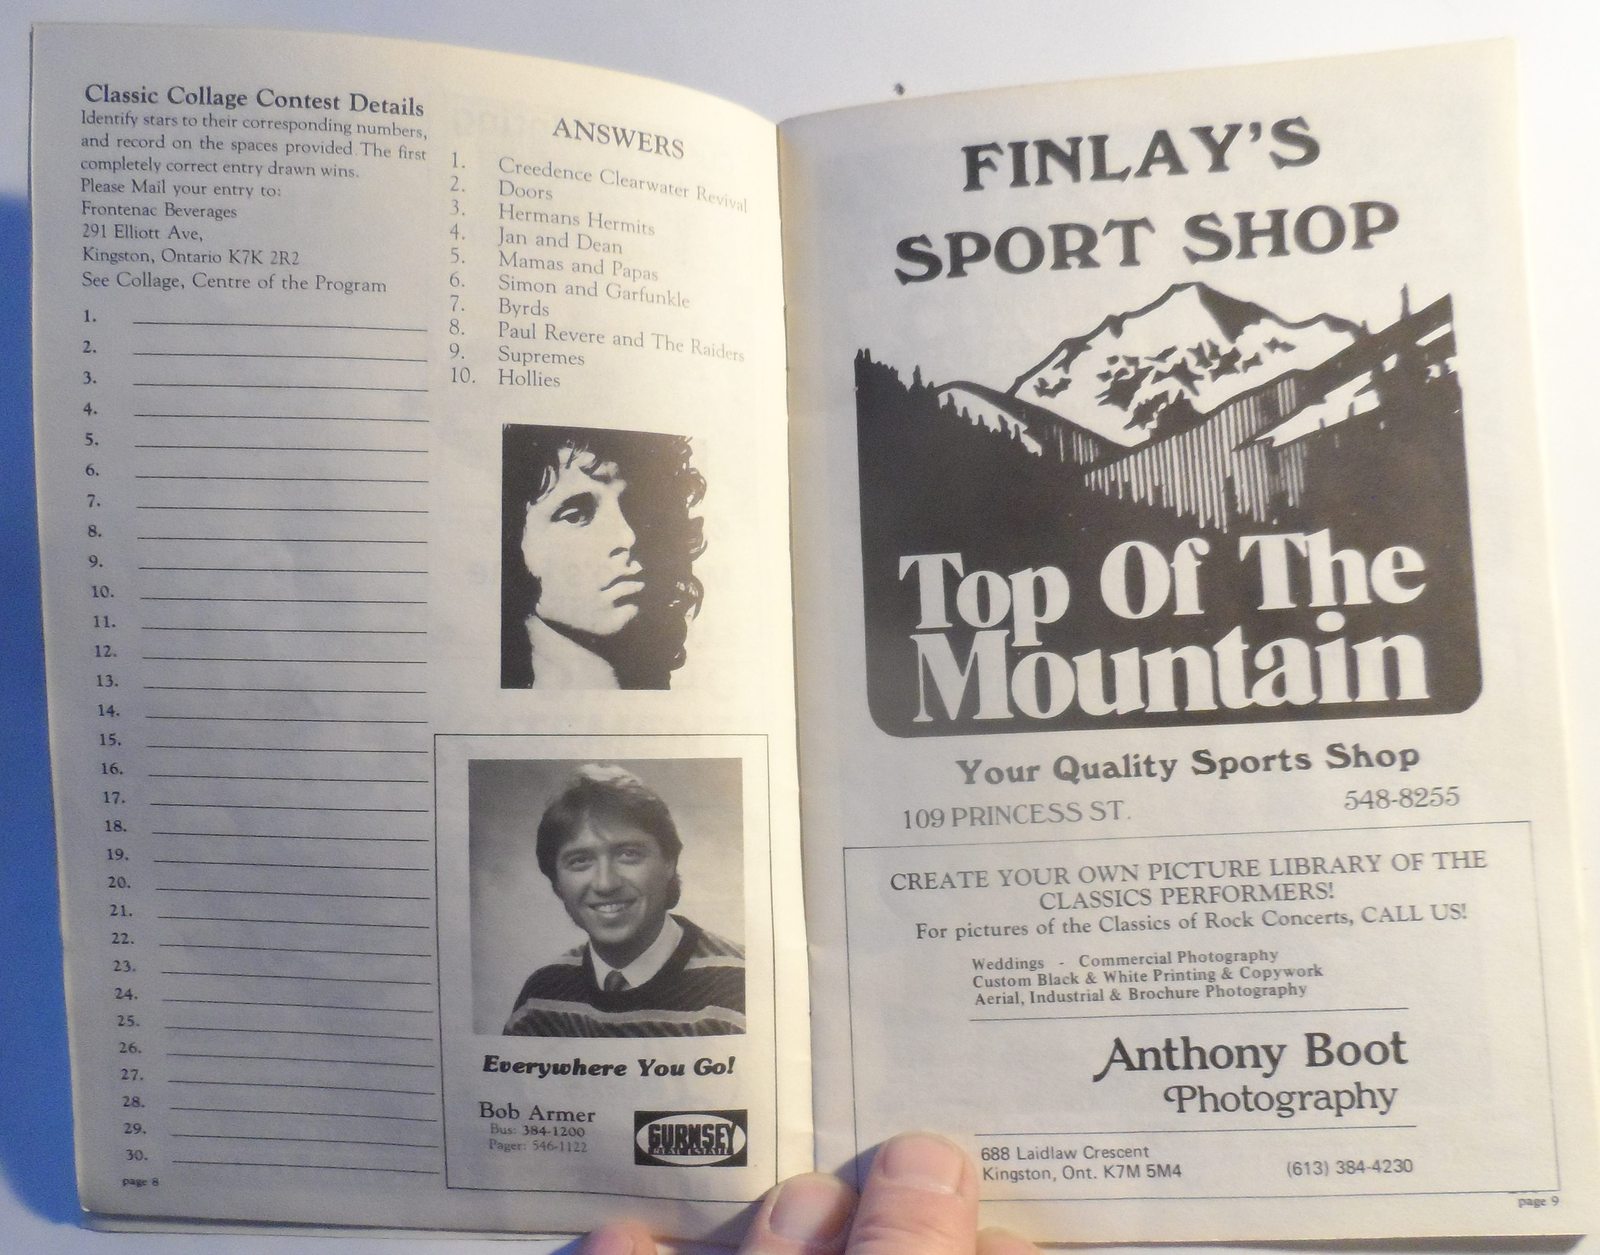 Classic Collage Contest Details
Identify stars to their corresponding numbers,
and record on the spaces provided. The first
completely correct entry drawn wins.
Please Mail your entry to:
Frontenac Beverages
291 Elliott Ave,
Kingston, Ontario K7K 2R2
See Collage, Centre of the Program
1.
2.
3.
4.
5.
6.
7.
8.
9.
10.
11.
12.
13.
14.
15.
16.
17.
18.
19.
20.
21.
22.
23.
24.
25.
26.
27.
28.
29.
30.
page 8
ANSWERS
1. Creedence Clearwater Revival
2. Doors
3. Hermans Hermits
4. Jan and Dean
5. Mamas and Papas
6. Simon and Garfunkle
7. Byrds
8. Paul Revere and The Raiders
9. Supremes
10. Hollies
Everywhere You Go!
Bob Armer
Bus: 384-1200
Pager: 546-1122
GURNSEY
REAL ESTATE
FINLAY'S
SPORT SHOP
Top Of The
Mountain
Your Quality Sports Shop
109 PRINCESS ST. 548-8255
CREATE YOUR OWN PICTURE LIBRARY OF THE
CLASSICS PERFORMERS!
For pictures of the Classics of Rock Concerts, CALL US!
Weddings - Commercial Photography
Custom Black & White Printing & Copywork
Aerial, Industrial & Brochure Photography
Anthony Boot
Photography
688 Laidlaw Crescent
Kingston, Ont. K7M 5M4 (613) 384-4230
page 9